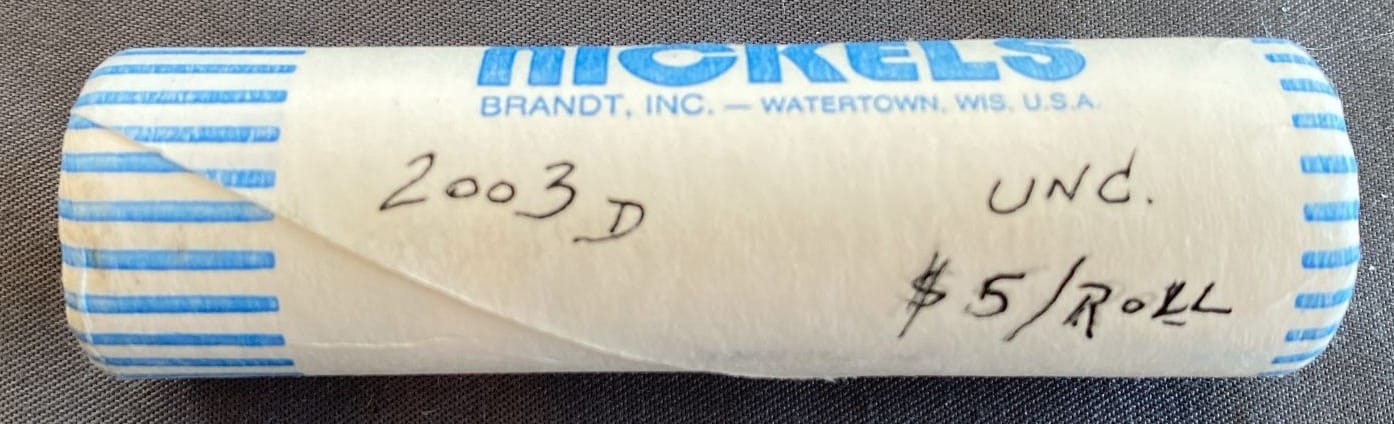 NICKELS
BRANDT, INC. — WATERTOWN, WIS. U.S.A.
2003 D
UNC.
$5/ROLL